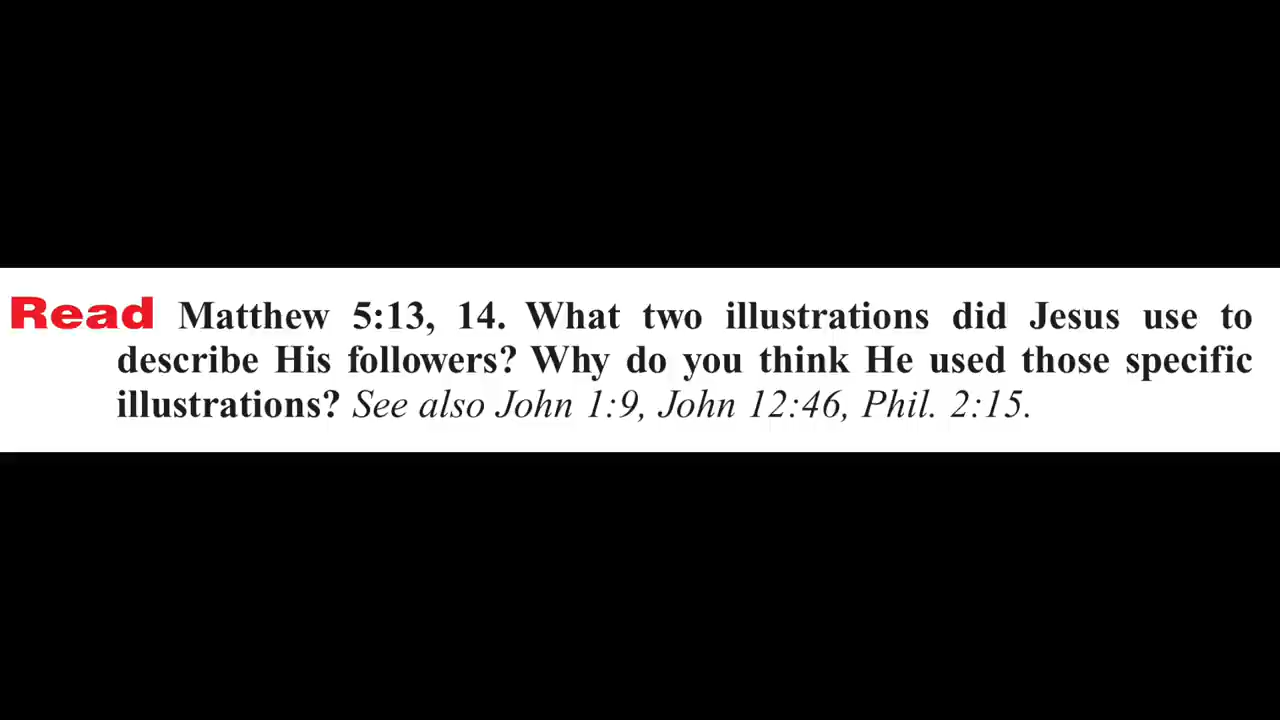 Read Matthew 5:13, 14. What two illustrations did Jesus use to
describe His followers? Why do you think He used those specific
illustrations? See also John 1:9, John 12:46, Phil. 2:15.